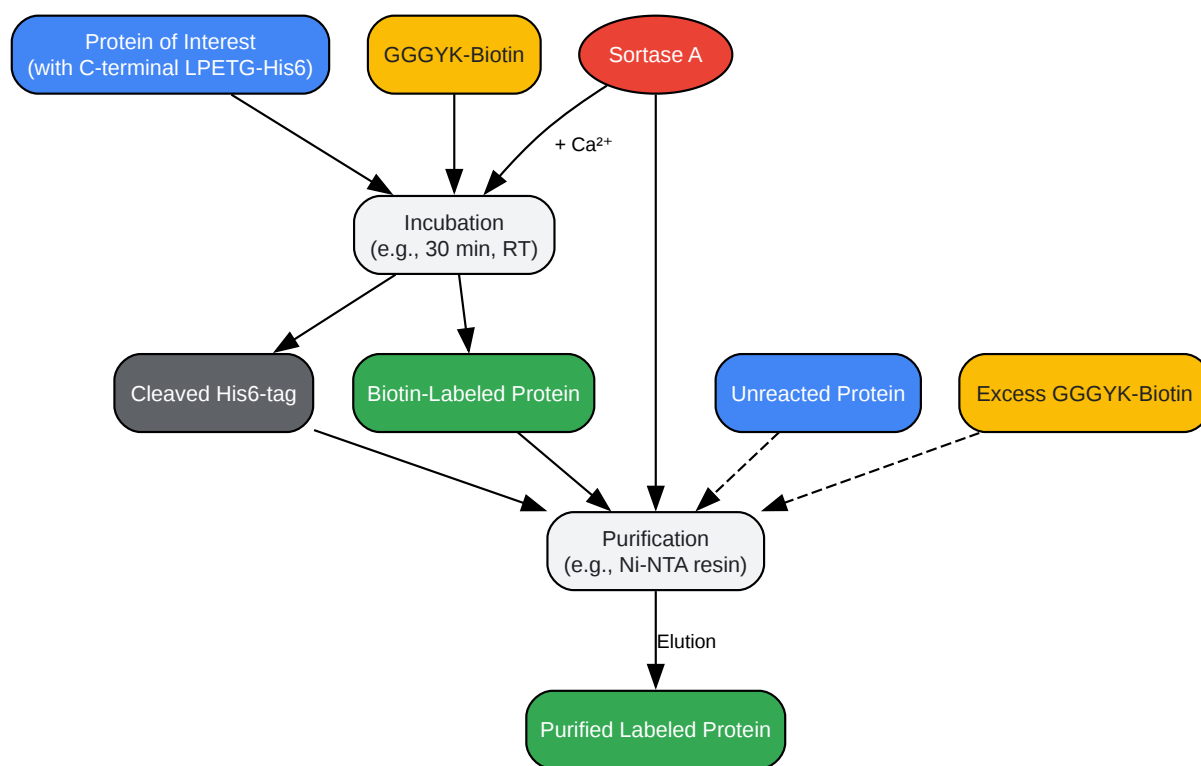 Protein of Interest
(with C-terminal LPETG-His6)
GGGYK-Biotin
Sortase A
+ Ca²⁺
Incubation
(e.g., 30 min, RT)
Cleaved His6-tag
Biotin-Labeled Protein
Unreacted Protein
Excess GGGYK-Biotin
Purification
(e.g., Ni-NTA resin)
Elution
Purified Labeled Protein